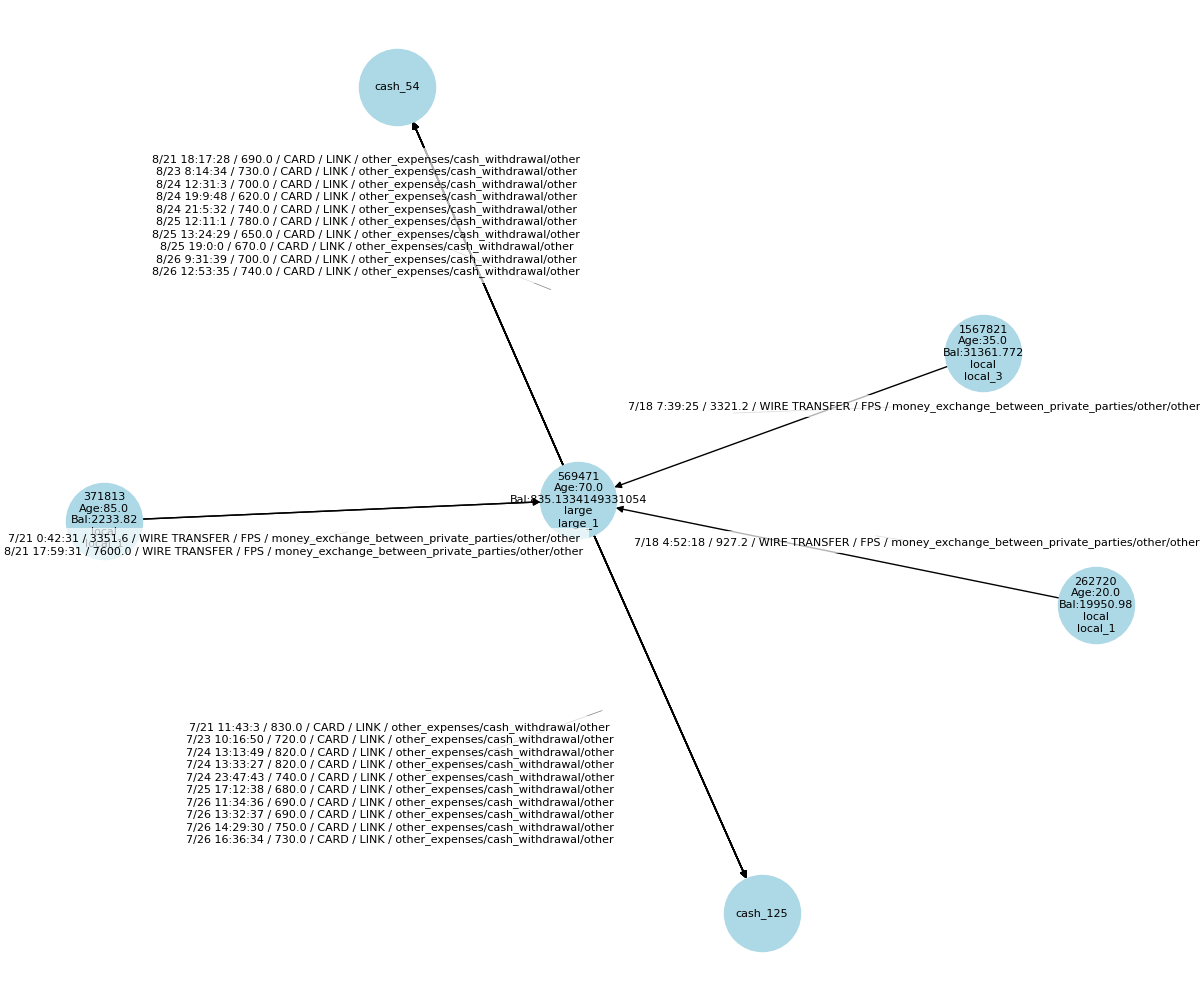 cash_54
8/21 18:17:28 / 690.0 / CARD / LINK / other_expenses/cash_withdrawal/other
8/23 8:14:34 / 730.0 / CARD / LINK / other_expenses/cash_withdrawal/other
8/24 12:31:3 / 700.0 / CARD / LINK / other_expenses/cash_withdrawal/other
8/24 19:9:48 / 620.0 / CARD / LINK / other_expenses/cash_withdrawal/other
8/24 21:5:32 / 740.0 / CARD / LINK / other_expenses/cash_withdrawal/other
8/25 12:11:1 / 780.0 / CARD / LINK / other_expenses/cash_withdrawal/other
8/25 13:24:29 / 650.0 / CARD / LINK / other_expenses/cash_withdrawal/other
8/25 19:0:0 / 670.0 / CARD / LINK / other_expenses/cash_withdrawal/other
8/26 9:31:39 / 700.0 / CARD / LINK / other_expenses/cash_withdrawal/other
8/26 12:53:35 / 740.0 / CARD / LINK / other_expenses/cash_withdrawal/other
1567821
Age:35.0
Bal:31361.772
local
local_3
7/18 7:39:25 / 3321.2 / WIRE TRANSFER / FPS / money_exchange_between_private_parties/other/other
569471
Age:70.0
Bal:835.1334149331054
large
large_1
371813
Age:85.0
Bal:2233.82
local
7/21 0:42:31 / 3351.6 / WIRE TRANSFER / FPS / money_exchange_between_private_parties/other/other
8/21 17:59:31 / 7600.0 / WIRE TRANSFER / FPS / money_exchange_between_private_parties/other/other
7/18 4:52:18 / 927.2 / WIRE TRANSFER / FPS / money_exchange_between_private_parties/other/other
262720
Age:20.0
Bal:19950.98
local
local_1
7/21 11:43:3 / 830.0 / CARD / LINK / other_expenses/cash_withdrawal/other
7/23 10:16:50 / 720.0 / CARD / LINK / other_expenses/cash_withdrawal/other
7/24 13:13:49 / 820.0 / CARD / LINK / other_expenses/cash_withdrawal/other
7/24 13:33:27 / 820.0 / CARD / LINK / other_expenses/cash_withdrawal/other
7/24 23:47:43 / 740.0 / CARD / LINK / other_expenses/cash_withdrawal/other
7/25 17:12:38 / 680.0 / CARD / LINK / other_expenses/cash_withdrawal/other
7/26 11:34:36 / 690.0 / CARD / LINK / other_expenses/cash_withdrawal/other
7/26 13:32:37 / 690.0 / CARD / LINK / other_expenses/cash_withdrawal/other
7/26 14:29:30 / 750.0 / CARD / LINK / other_expenses/cash_withdrawal/other
7/26 16:36:34 / 730.0 / CARD / LINK / other_expenses/cash_withdrawal/other
cash_125